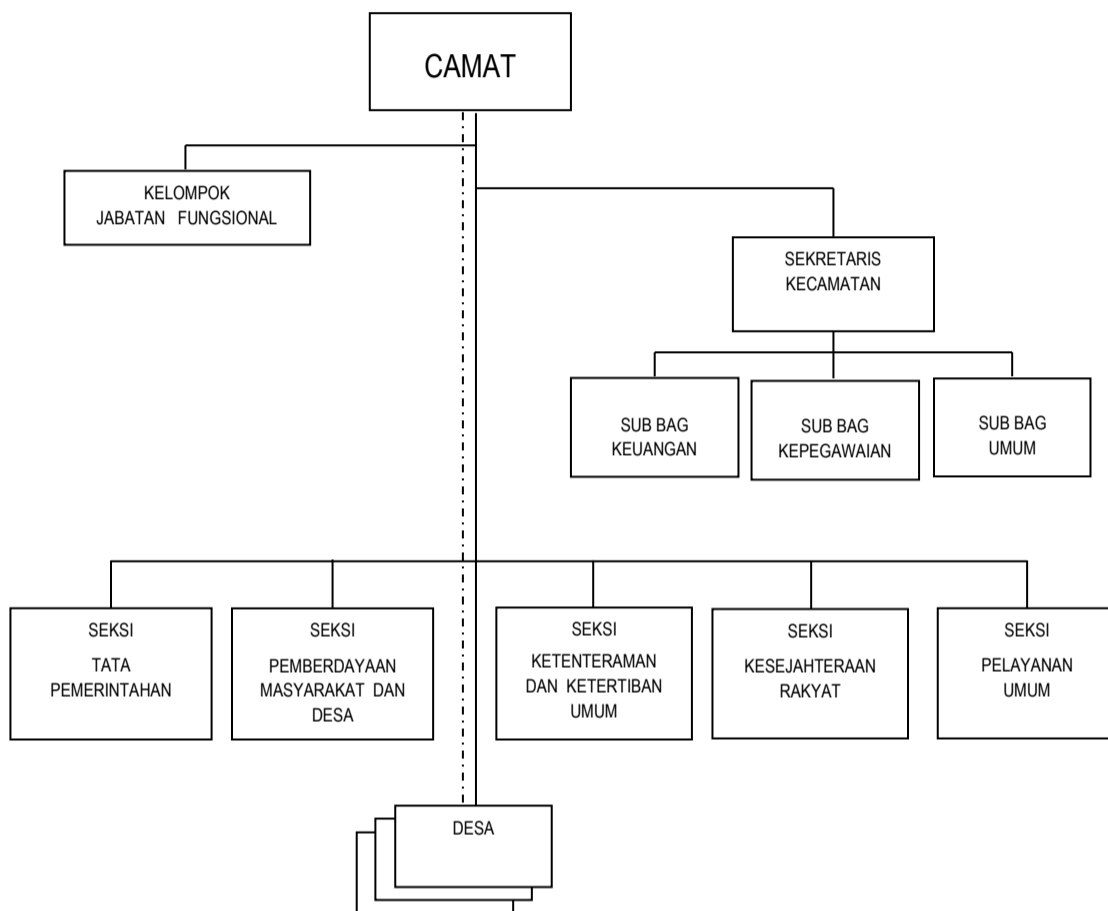 CAMAT
KELOMPOK
JABATAN FUNGSIONAL
SEKRETARIS
KECAMATAN
SUB BAG
KEUANGAN
SUB BAG
KEPEGAWAIAN
SUB BAG
UMUM
SEKSI
TATA
PEMERINTAHAN
SEKSI
PEMBERDAYAAN
MASYARAKAT DAN
DESA
SEKSI
KETENTERAMAN
DAN KETERTIBAN
UMUM
SEKSI
KESEJAHTERAAN
RAKYAT
SEKSI
PELAYANAN
UMUM
DESA